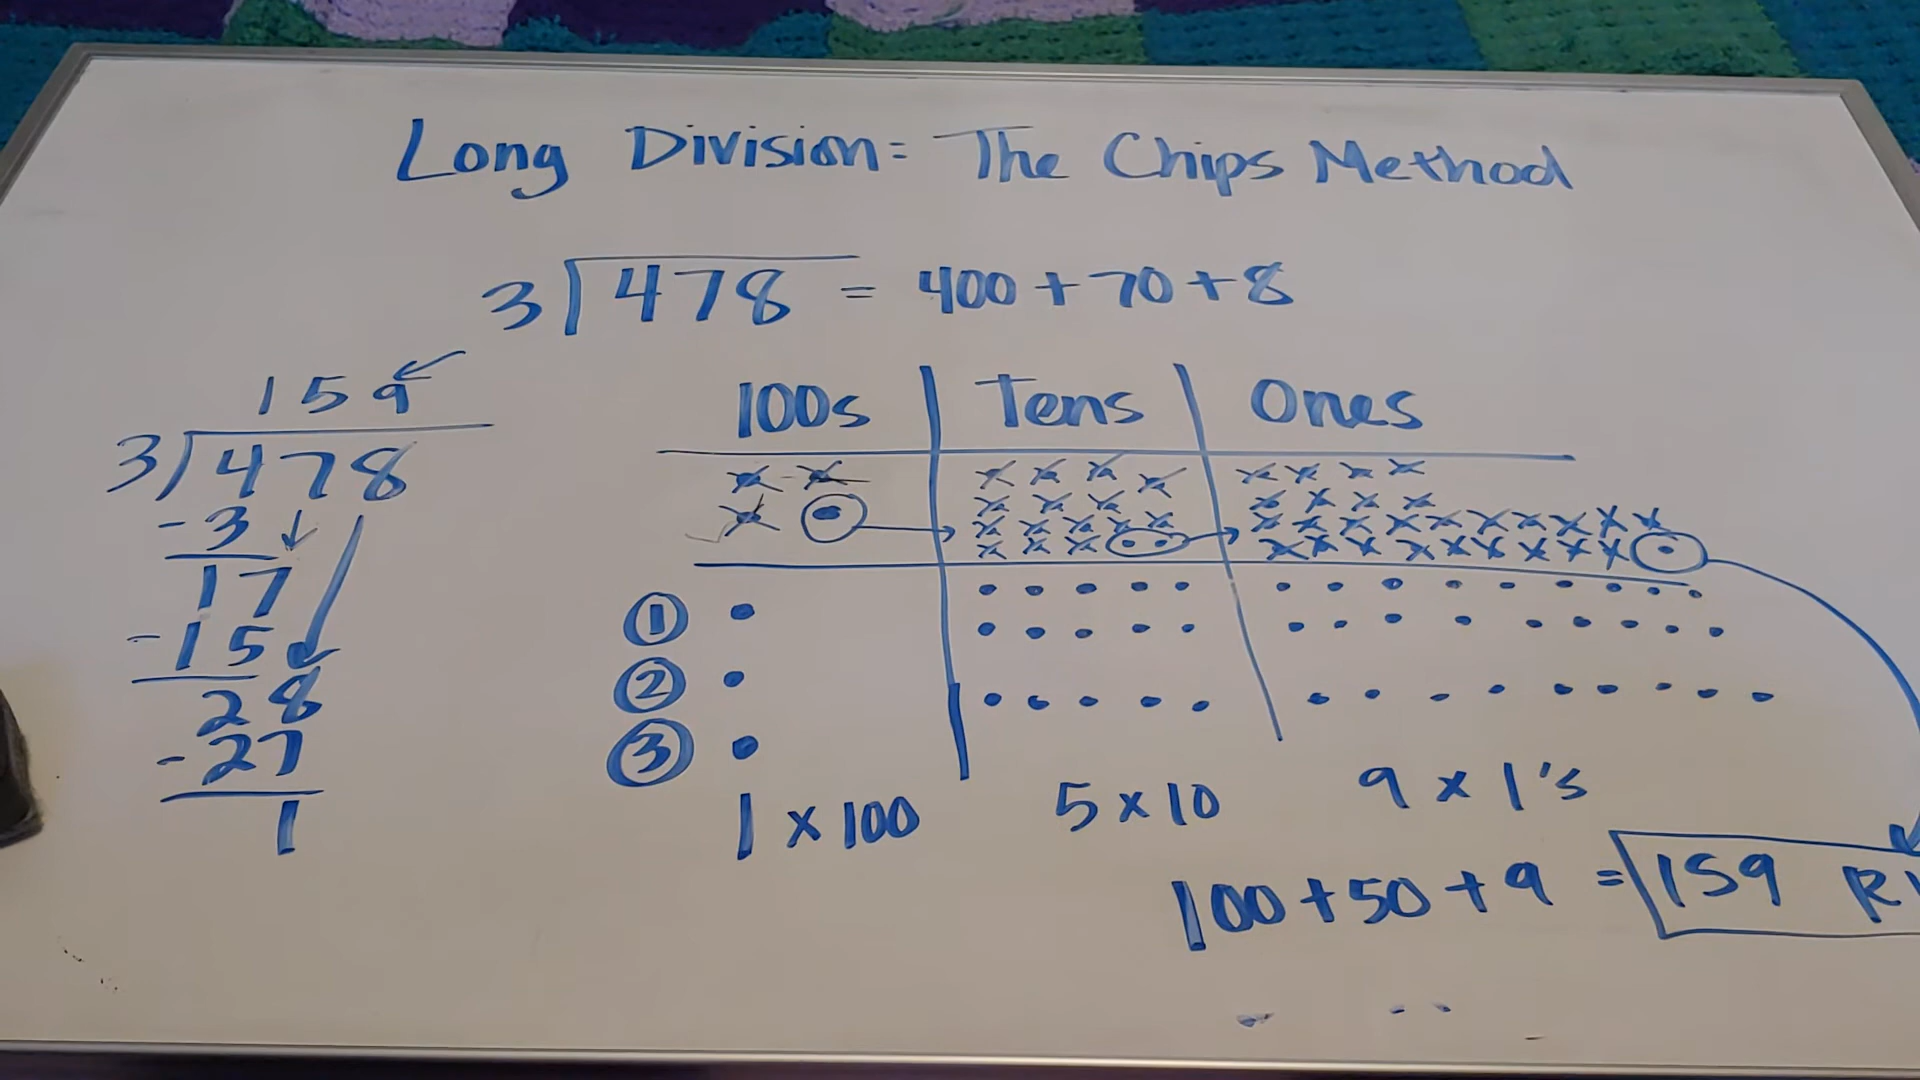 Long Division: The Chips Method
3)478 = 400+70+8
159
3)478
-3
17
-15
28
-27
1
100s Tens Ones
1
2
3
1 x 100 5 x 10 9 x 1's
100+50+9 = 159 R1